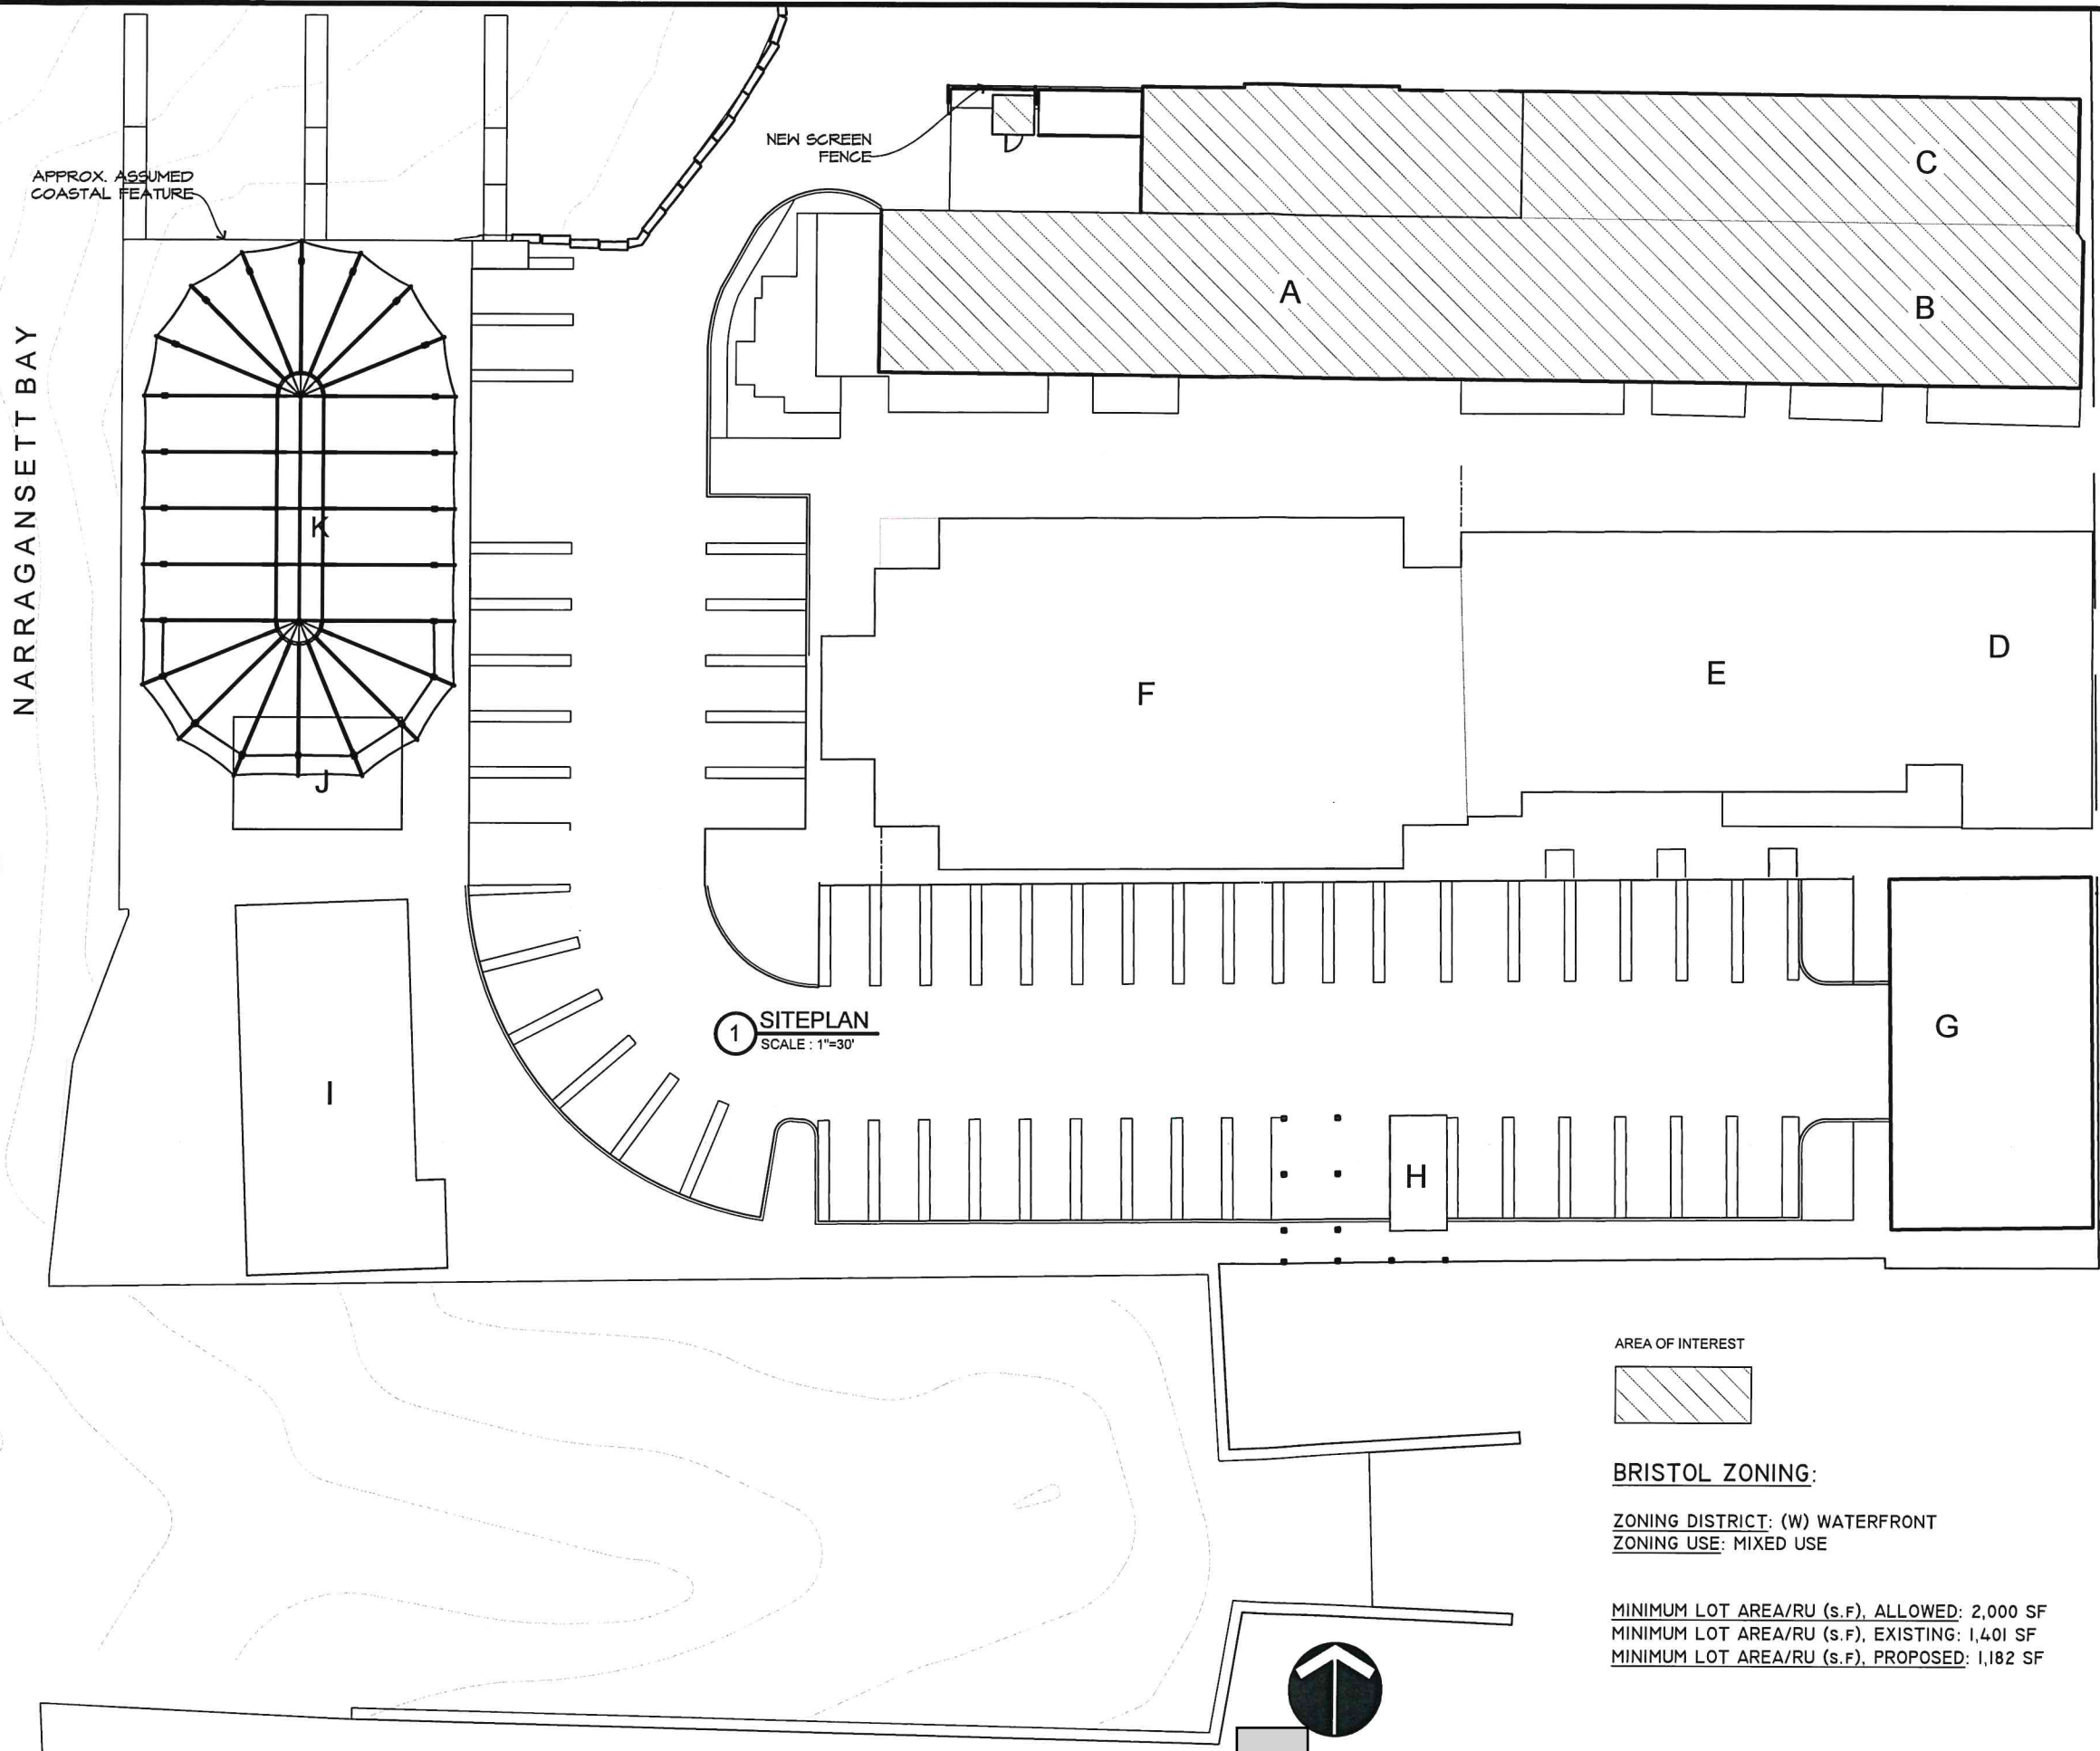 NEW SCREEN
FENCE
APPROX. ASSUMED
COASTAL FEATURE
C
A
B
NARRAGANSETT BAY
K
D
E
F
J
1
SITEPLAN
SCALE : 1"=30'
G
I
H
AREA OF INTEREST
BRISTOL ZONING:
ZONING DISTRICT: (W) WATERFRONT
ZONING USE: MIXED USE
MINIMUM LOT AREA/RU (S.F), ALLOWED: 2,000 SF
MINIMUM LOT AREA/RU (S.F), EXISTING: 1,401 SF
MINIMUM LOT AREA/RU (S.F), PROPOSED: 1,182 SF